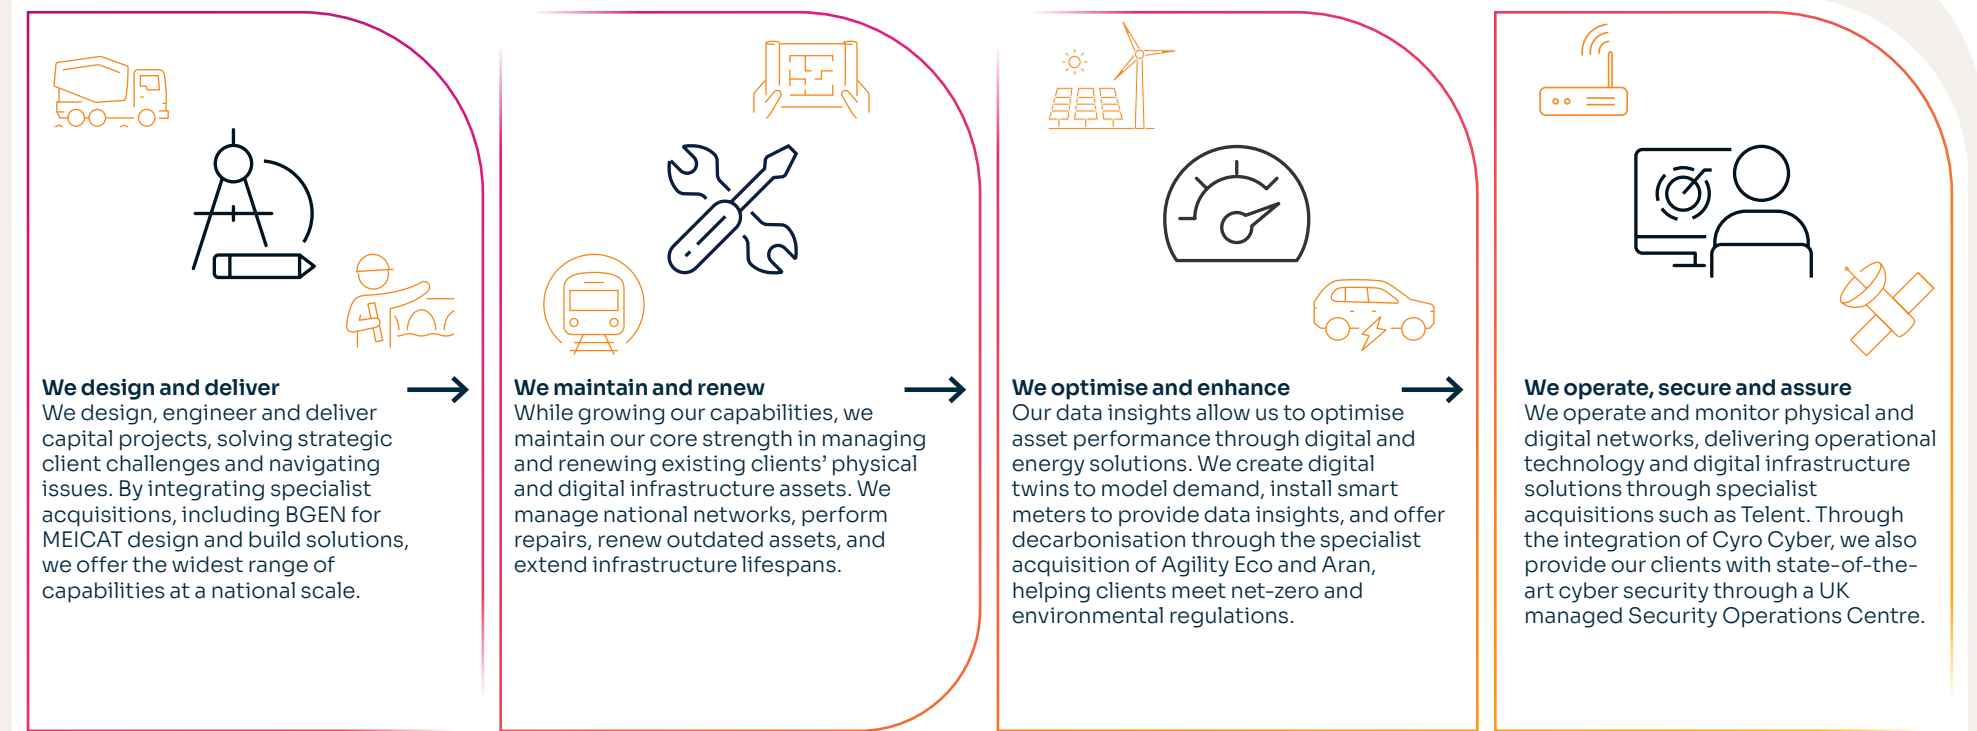 We design and deliver
We design, engineer and deliver
capital projects, solving strategic
client challenges and navigating
issues. By integrating specialist
acquisitions, including BGEN for
MEICAT design and build solutions,
we offer the widest range of
capabilities at a national scale.
We maintain and renew
While growing our capabilities, we
maintain our core strength in managing
and renewing existing clients’ physical
and digital infrastructure assets. We
manage national networks, perform
repairs, renew outdated assets, and
extend infrastructure lifespans.
We optimise and enhance
Our data insights allow us to optimise
asset performance through digital and
energy solutions. We create digital
twins to model demand, install smart
meters to provide data insights, and offer
decarbonisation through the specialist
acquisition of Agility Eco and Aran,
helping clients meet net-zero and
environmental regulations.
We operate, secure and assure
We operate and monitor physical and
digital networks, delivering operational
technology and digital infrastructure
solutions through specialist
acquisitions such as Telent. Through
the integration of Cyro Cyber, we also
provide our clients with state-of-the-
art cyber security through a UK
managed Security Operations Centre.